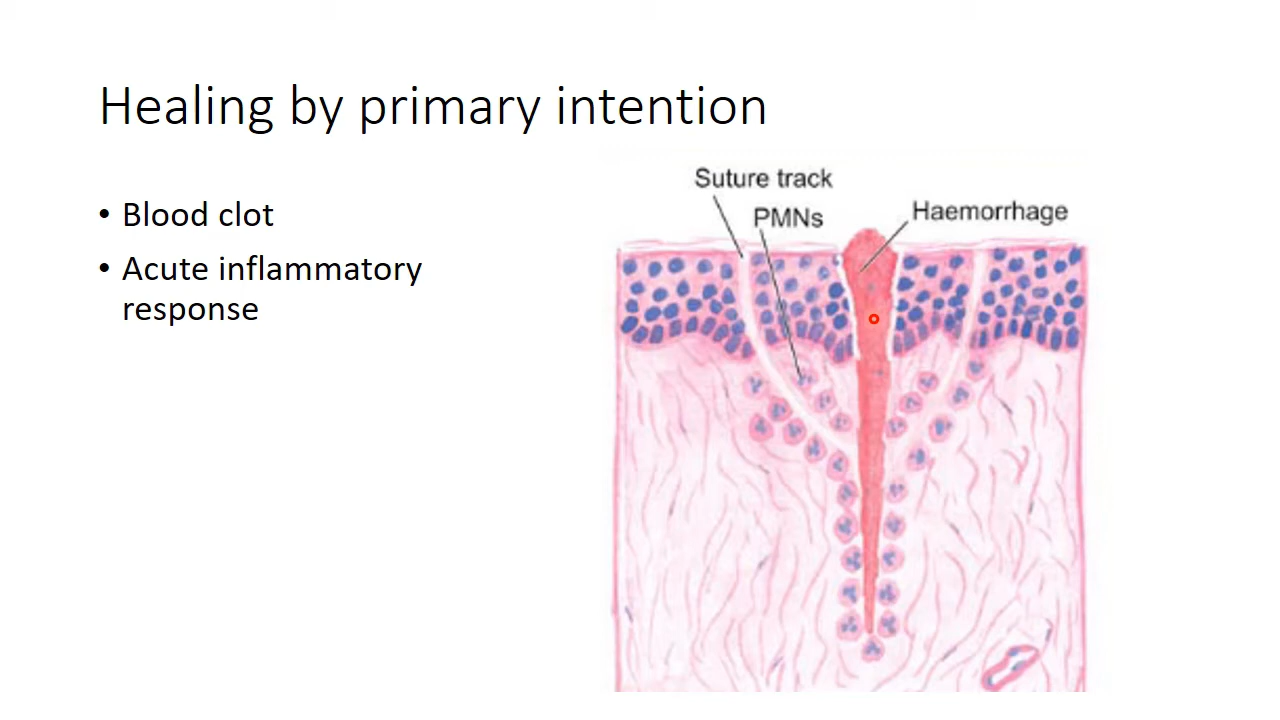 Healing by primary intention
• Blood clot
• Acute inflammatory
response
Suture track
PMNs
Haemorrhage